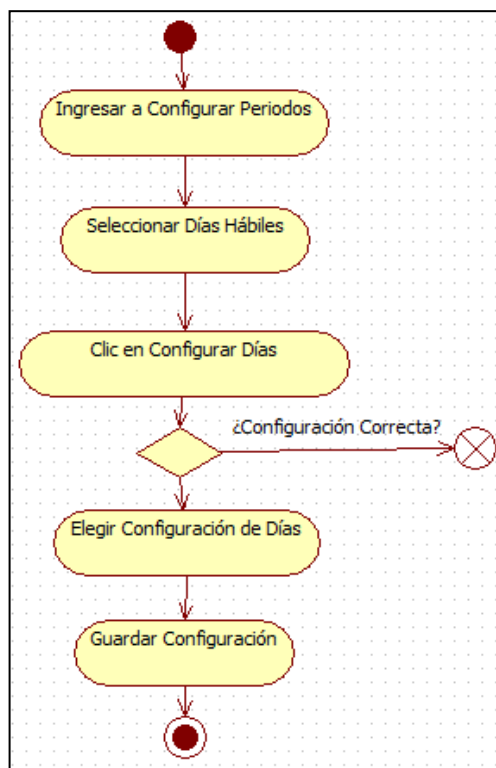 Ingresar a Configurar Periodos
Seleccionar Días Hábiles
Clic en Configurar Días
¿Configuración Correcta?
Elegir Configuración de Días
Guardar Configuración